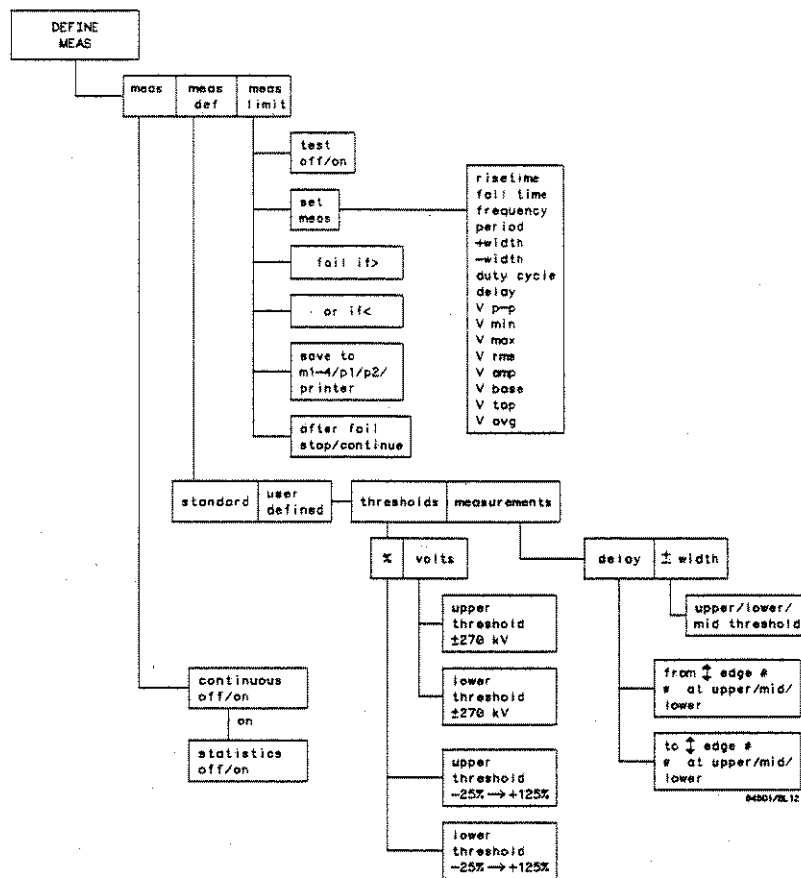 DEFINE
MEAS
meas
meas
def
meas
limit
test
off/on
set
meas
fail if>
or if<
save to
m1-4/p1/p2/
printer
after fail
stop/continue
risetime
fall time
frequency
period
+width
-width
duty cycle
delay
V p-p
V min
V max
V rms
V amp
V base
V top
V avg
standard
user
defined
thresholds
measurements
%
volts
delay
± width
upper
threshold
±270 kV
lower
threshold
±270 kV
upper
threshold
-25% → +125%
lower
threshold
-25% → +125%
upper/lower/
mid threshold
from ↕ edge #
# at upper/mid/
lower
to ↕ edge #
# at upper/mid/
lower
continuous
off/on
on
statistics
off/on